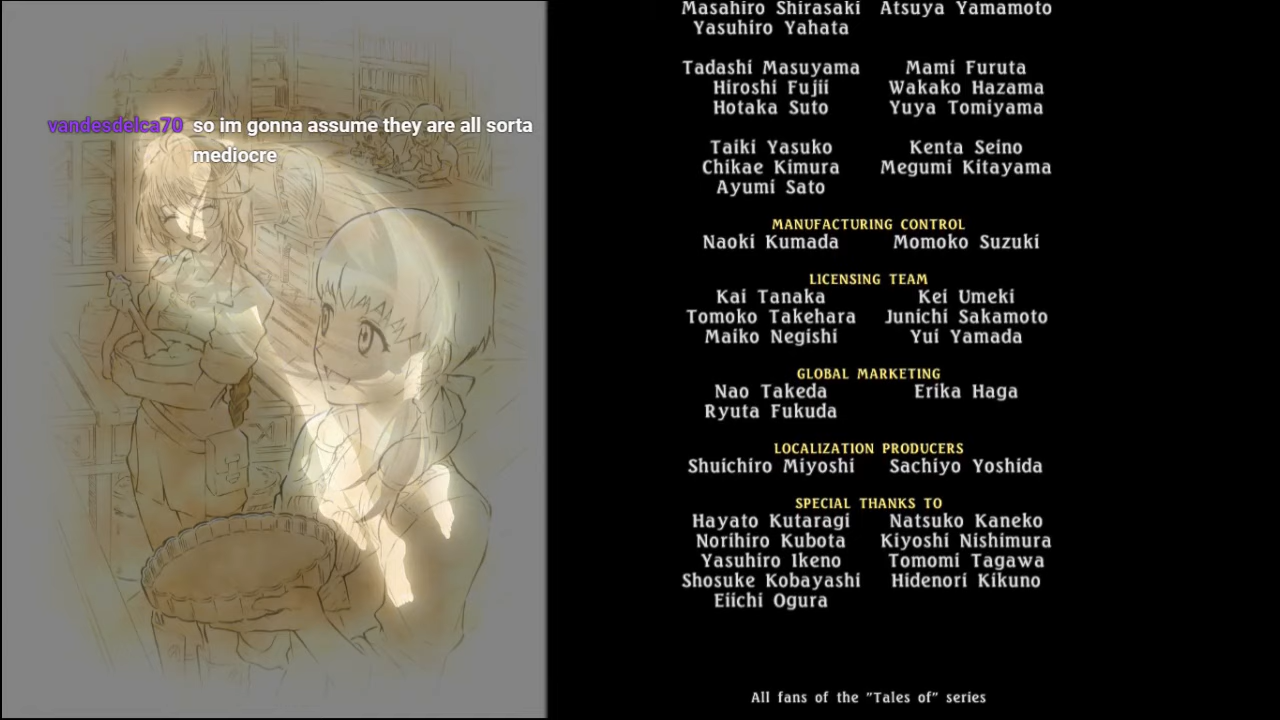 vandesdelca70 so im gonna assume they are all sorta
mediocre
Masahiro Shirasaki Atsuya Yamamoto
Yasuhiro Yahata
Tadashi Masuyama Mami Furuta
Hiroshi Fujii Wakako Hazama
Hotaka Suto Yuya Tomiyama
Taiki Yasuko Kenta Seino
Chikae Kimura Megumi Kitayama
Ayumi Sato
MANUFACTURING CONTROL
Naoki Kumada Momoko Suzuki
LICENSING TEAM
Kai Tanaka Kei Umeki
Tomoko Takehara Junichi Sakamoto
Maiko Negishi Yui Yamada
GLOBAL MARKETING
Nao Takeda Erika Haga
Ryuta Fukuda
LOCALIZATION PRODUCERS
Shuichiro Miyoshi Sachiyo Yoshida
SPECIAL THANKS TO
Hayato Kutaragi Natsuko Kaneko
Norihiro Kubota Kiyoshi Nishimura
Yasuhiro Ikeno Tomomi Tagawa
Shosuke Kobayashi Hidenori Kikuno
Eiichi Ogura
All fans of the "Tales of" series